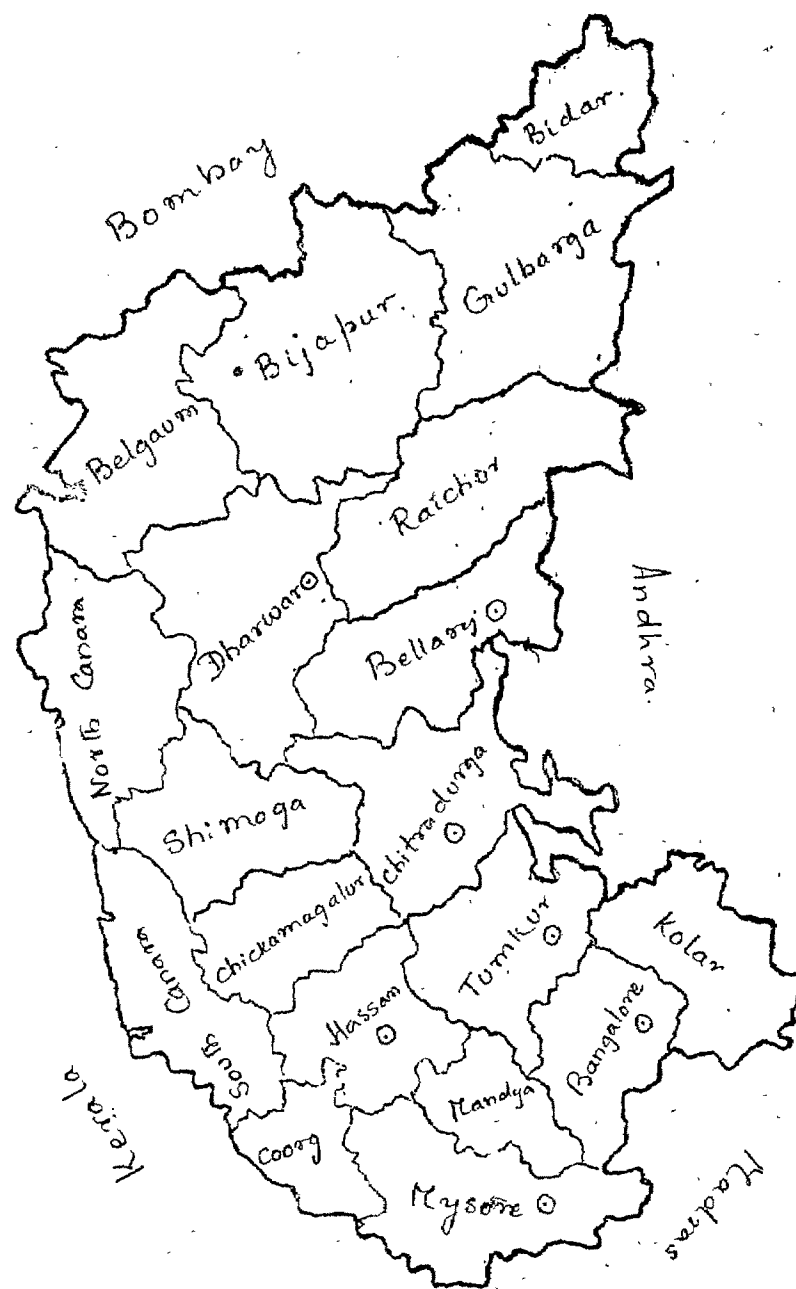 Bidar.
Bombay
Gulbarga
Bijapur.
Belgaum
Raichor
Andhra.
Dharwar
Bellary
North Canara
Chitradurga
Shimoga
Chickamagalur
Tumkur
Kolar
South Canara
Hassan
Bangalore
Mandya
Kerala
Coorg
Mysore
Madras